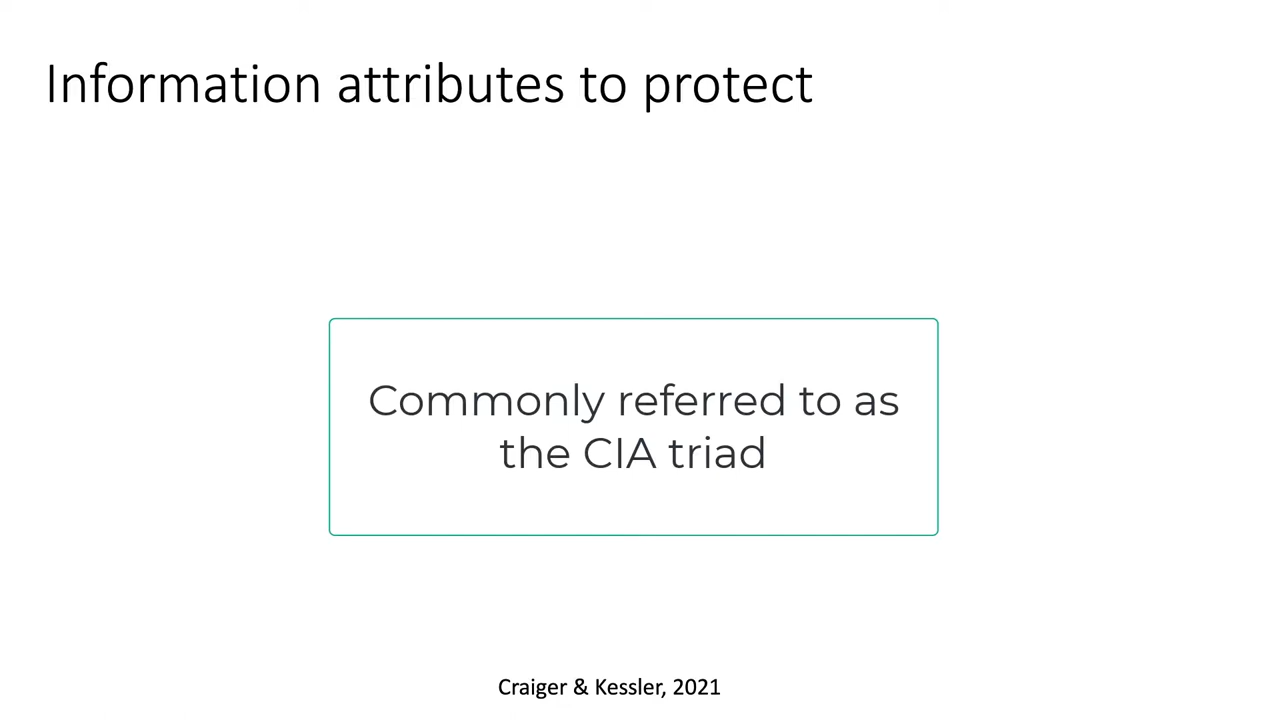 Information attributes to protect
Commonly referred to as
the CIA triad
Craiger & Kessler, 2021